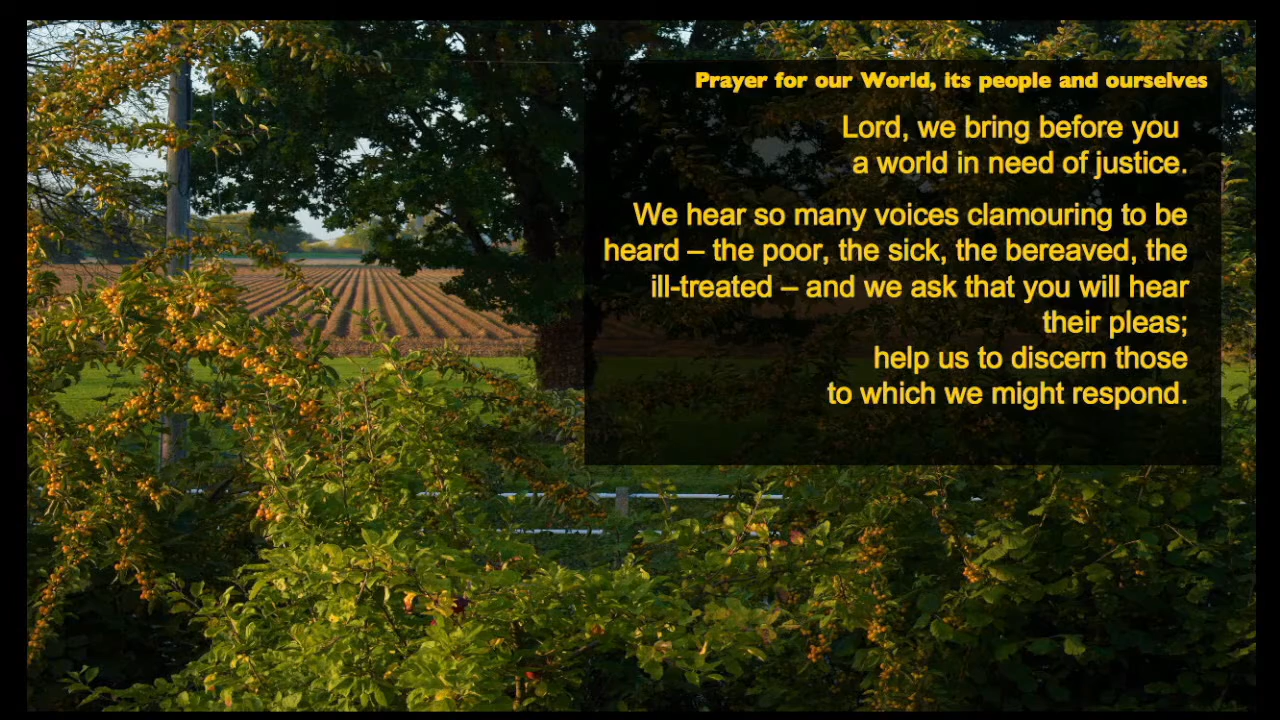 Prayer for our World, its people and ourselves
Lord, we bring before you
a world in need of justice.
We hear so many voices clamouring to be
heard – the poor, the sick, the bereaved, the
ill-treated – and we ask that you will hear
their pleas;
help us to discern those
to which we might respond.